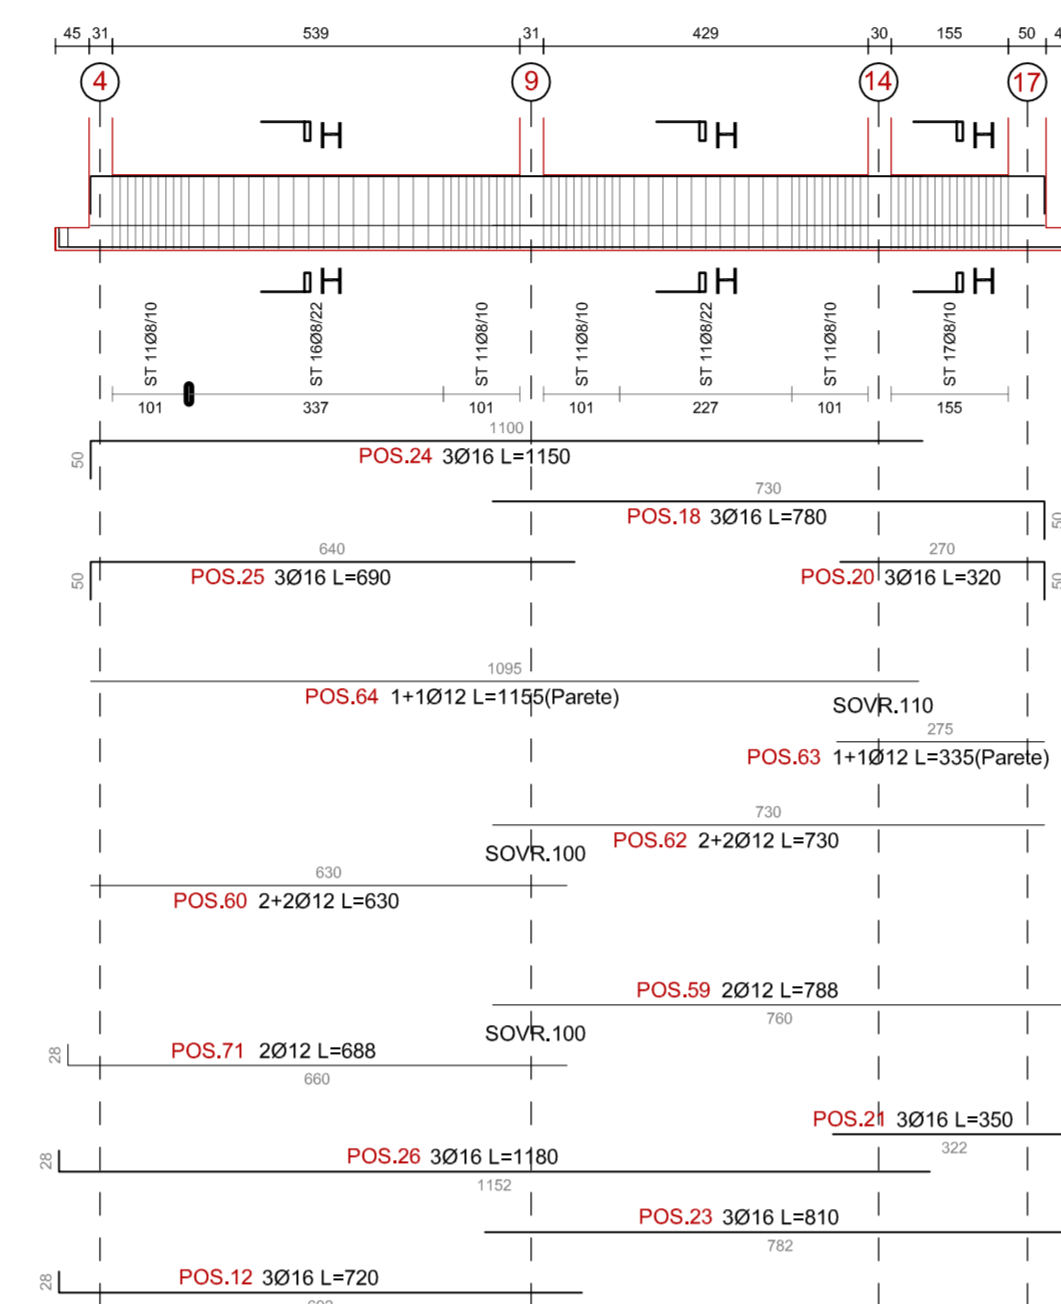 45 31 539 31 429 30 155 50 4
4 9 14 17
H H H
H H H
ST 11Ø8/10 ST 16Ø8/22 ST 11Ø8/10 ST 11Ø8/10 ST 11Ø8/22 ST 11Ø8/10 ST 17Ø8/10
101 337 101 101 227 101 155
1100
50 POS.24 3Ø16 L=1150
730
POS.18 3Ø16 L=780 50
640 270
50 POS.25 3Ø16 L=690 POS.20 3Ø16 L=320 50
1095
POS.64 1+1Ø12 L=1155(Parete)
SOVR.110
275
POS.63 1+1Ø12 L=335(Parete)
730
POS.62 2+2Ø12 L=730
SOVR.100
630
POS.60 2+2Ø12 L=630
POS.59 2Ø12 L=788
760
SOVR.100
28 POS.71 2Ø12 L=688
660
POS.21 3Ø16 L=350
322
28 POS.26 3Ø16 L=1180
1152
POS.23 3Ø16 L=810
782
28 POS.12 3Ø16 L=720